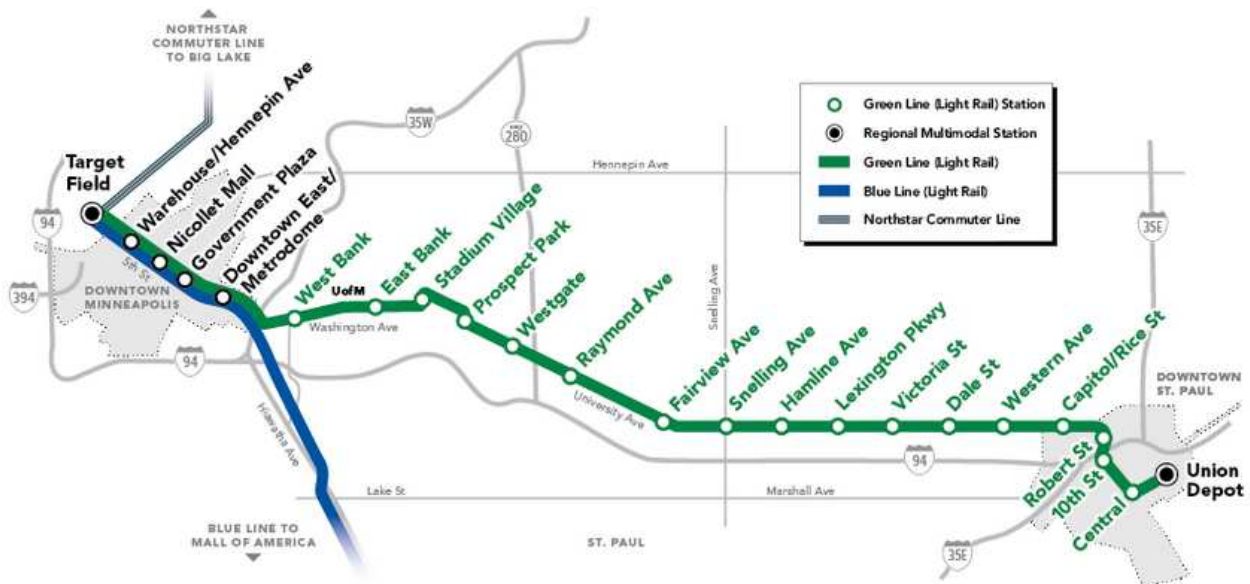 NORTHSTAR
COMMUTER LINE
TO BIG LAKE
Target
Field
Warehouse/Hennepin Ave
Nicollet Mall
Government Plaza
Downtown East/
Metrodome
5th St
DOWNTOWN
MINNEAPOLIS
94
394
94
35W
280
Hennepin Ave
Green Line (Light Rail) Station
Regional Multimodal Station
Green Line (Light Rail)
Blue Line (Light Rail)
Northstar Commuter Line
35E
West Bank
UofM
East Bank
Stadium Village
Prospect Park
Westgate
Raymond Ave
Fairview Ave
Snelling Ave
Hamline Ave
Lexington Pkwy
Victoria St
Dale St
Western Ave
Capitol/Rice St
Robert St
10th St
Central
Union
Depot
Washington Ave
University Ave
Snelling Ave
Hiawatha Ave
DOWNTOWN
ST. PAUL
94
Lake St
Marshall Ave
BLUE LINE TO
MALL OF AMERICA
ST. PAUL
35E